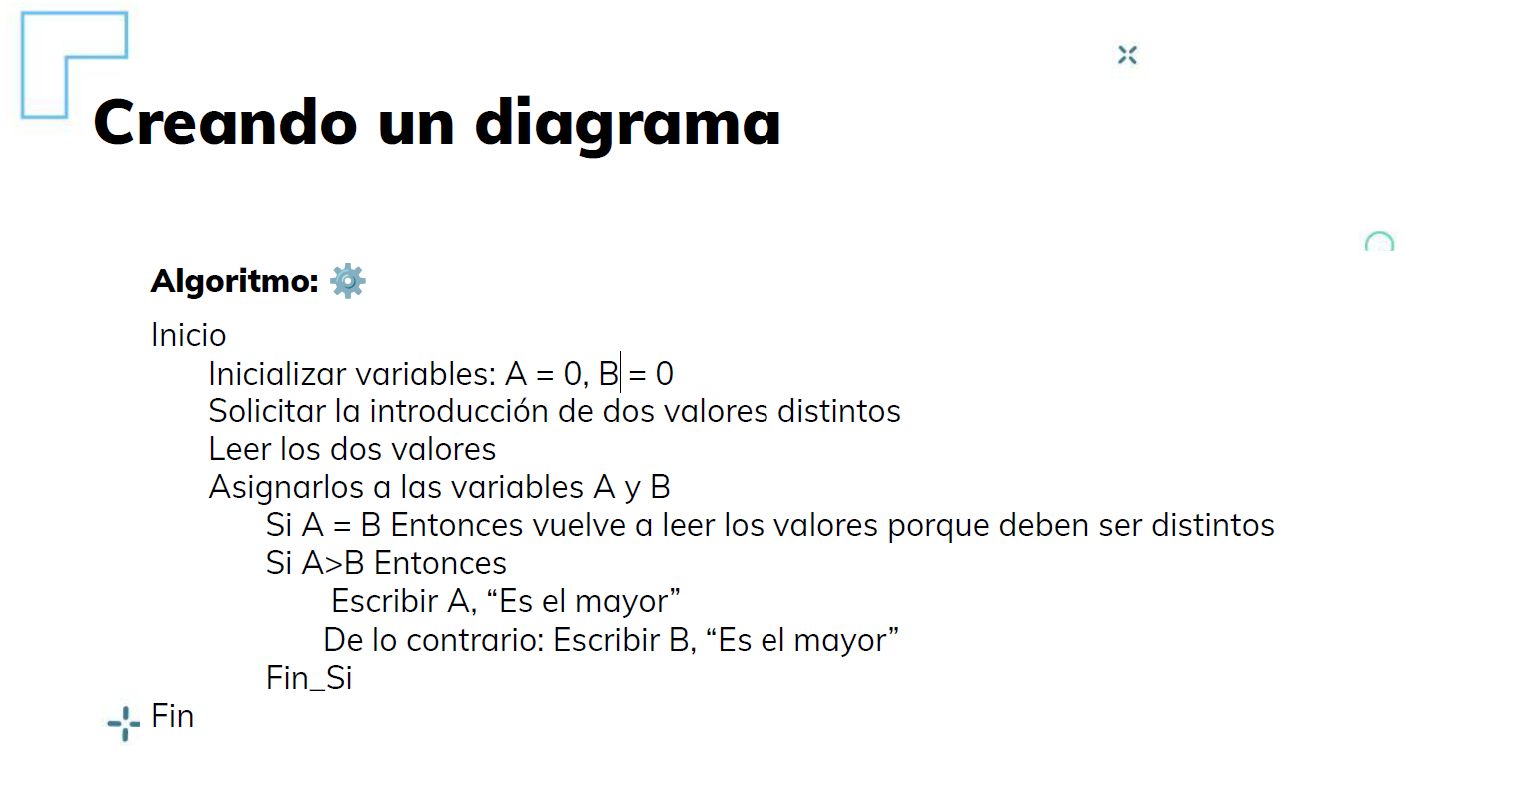 Creando un diagrama
Algoritmo: ⚙️
Inicio
Inicializar variables: A = 0, B = 0
Solicitar la introducción de dos valores distintos
Leer los dos valores
Asignarlos a las variables A y B
Si A = B Entonces vuelve a leer los valores porque deben ser distintos
Si A>B Entonces
Escribir A, “Es el mayor”
De lo contrario: Escribir B, “Es el mayor”
Fin_Si
Fin